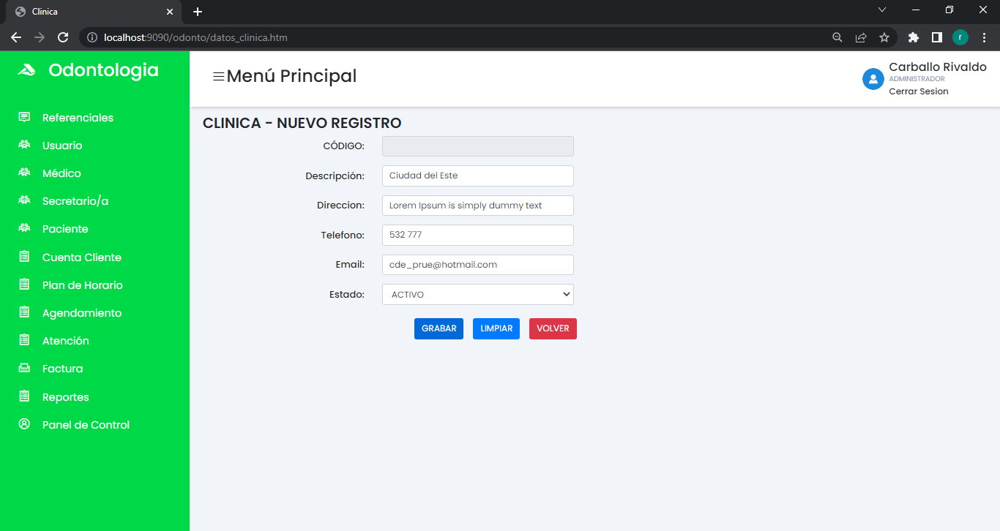 Clinica
localhost:9090/odonto/datos_clinica.htm
r
Odontologia
Menú Principal
Carballo Rivaldo
ADMINISTRADOR
Cerrar Sesion
Referenciales
Usuario
Médico
Secretario/a
Paciente
Cuenta Cliente
Plan de Horario
Agendamiento
Atención
Factura
Reportes
Panel de Control
CLINICA - NUEVO REGISTRO
CÓDIGO:
Descripción: Ciudad del Este
Direccion: Lorem Ipsum is simply dummy text
Telefono: 532 777
Email: cde_prue@hotmail.com
Estado: ACTIVO
GRABAR LIMPIAR VOLVER